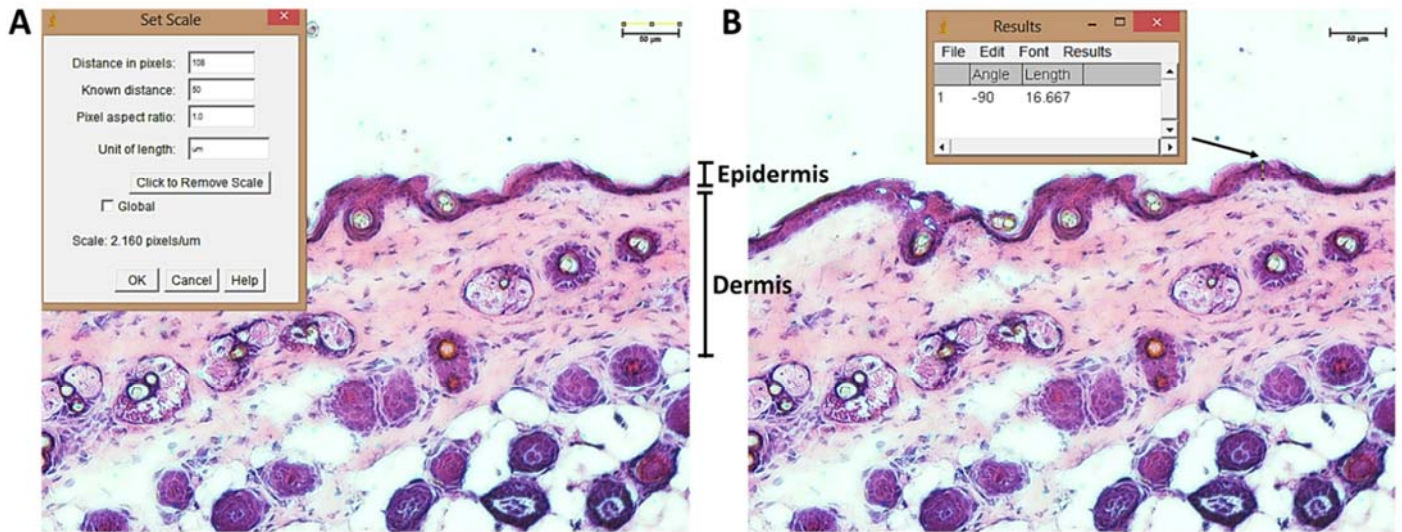 A
Set Scale
Distance in pixels: 108
Known distance: 50
Pixel aspect ratio: 1.0
Unit of length: um
Click to Remove Scale
Global
Scale: 2.160 pixels/um
OK Cancel Help
50 µm
Epidermis
Dermis
B
Results
File Edit Font Results
Angle Length
1 -90 16.667
50 µm